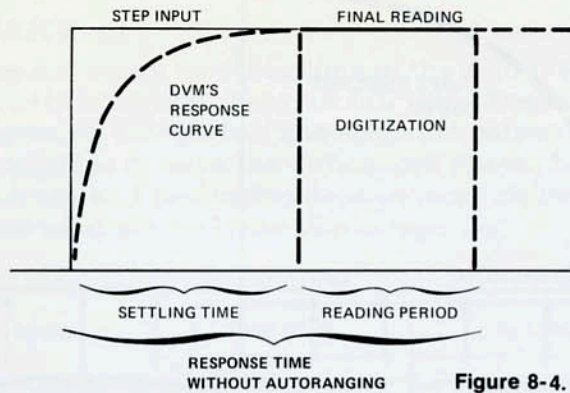 STEP INPUT
FINAL READING
DVM'S
RESPONSE
CURVE
DIGITIZATION
SETTLING TIME
READING PERIOD
RESPONSE TIME
WITHOUT AUTORANGING
Figure 8-4.